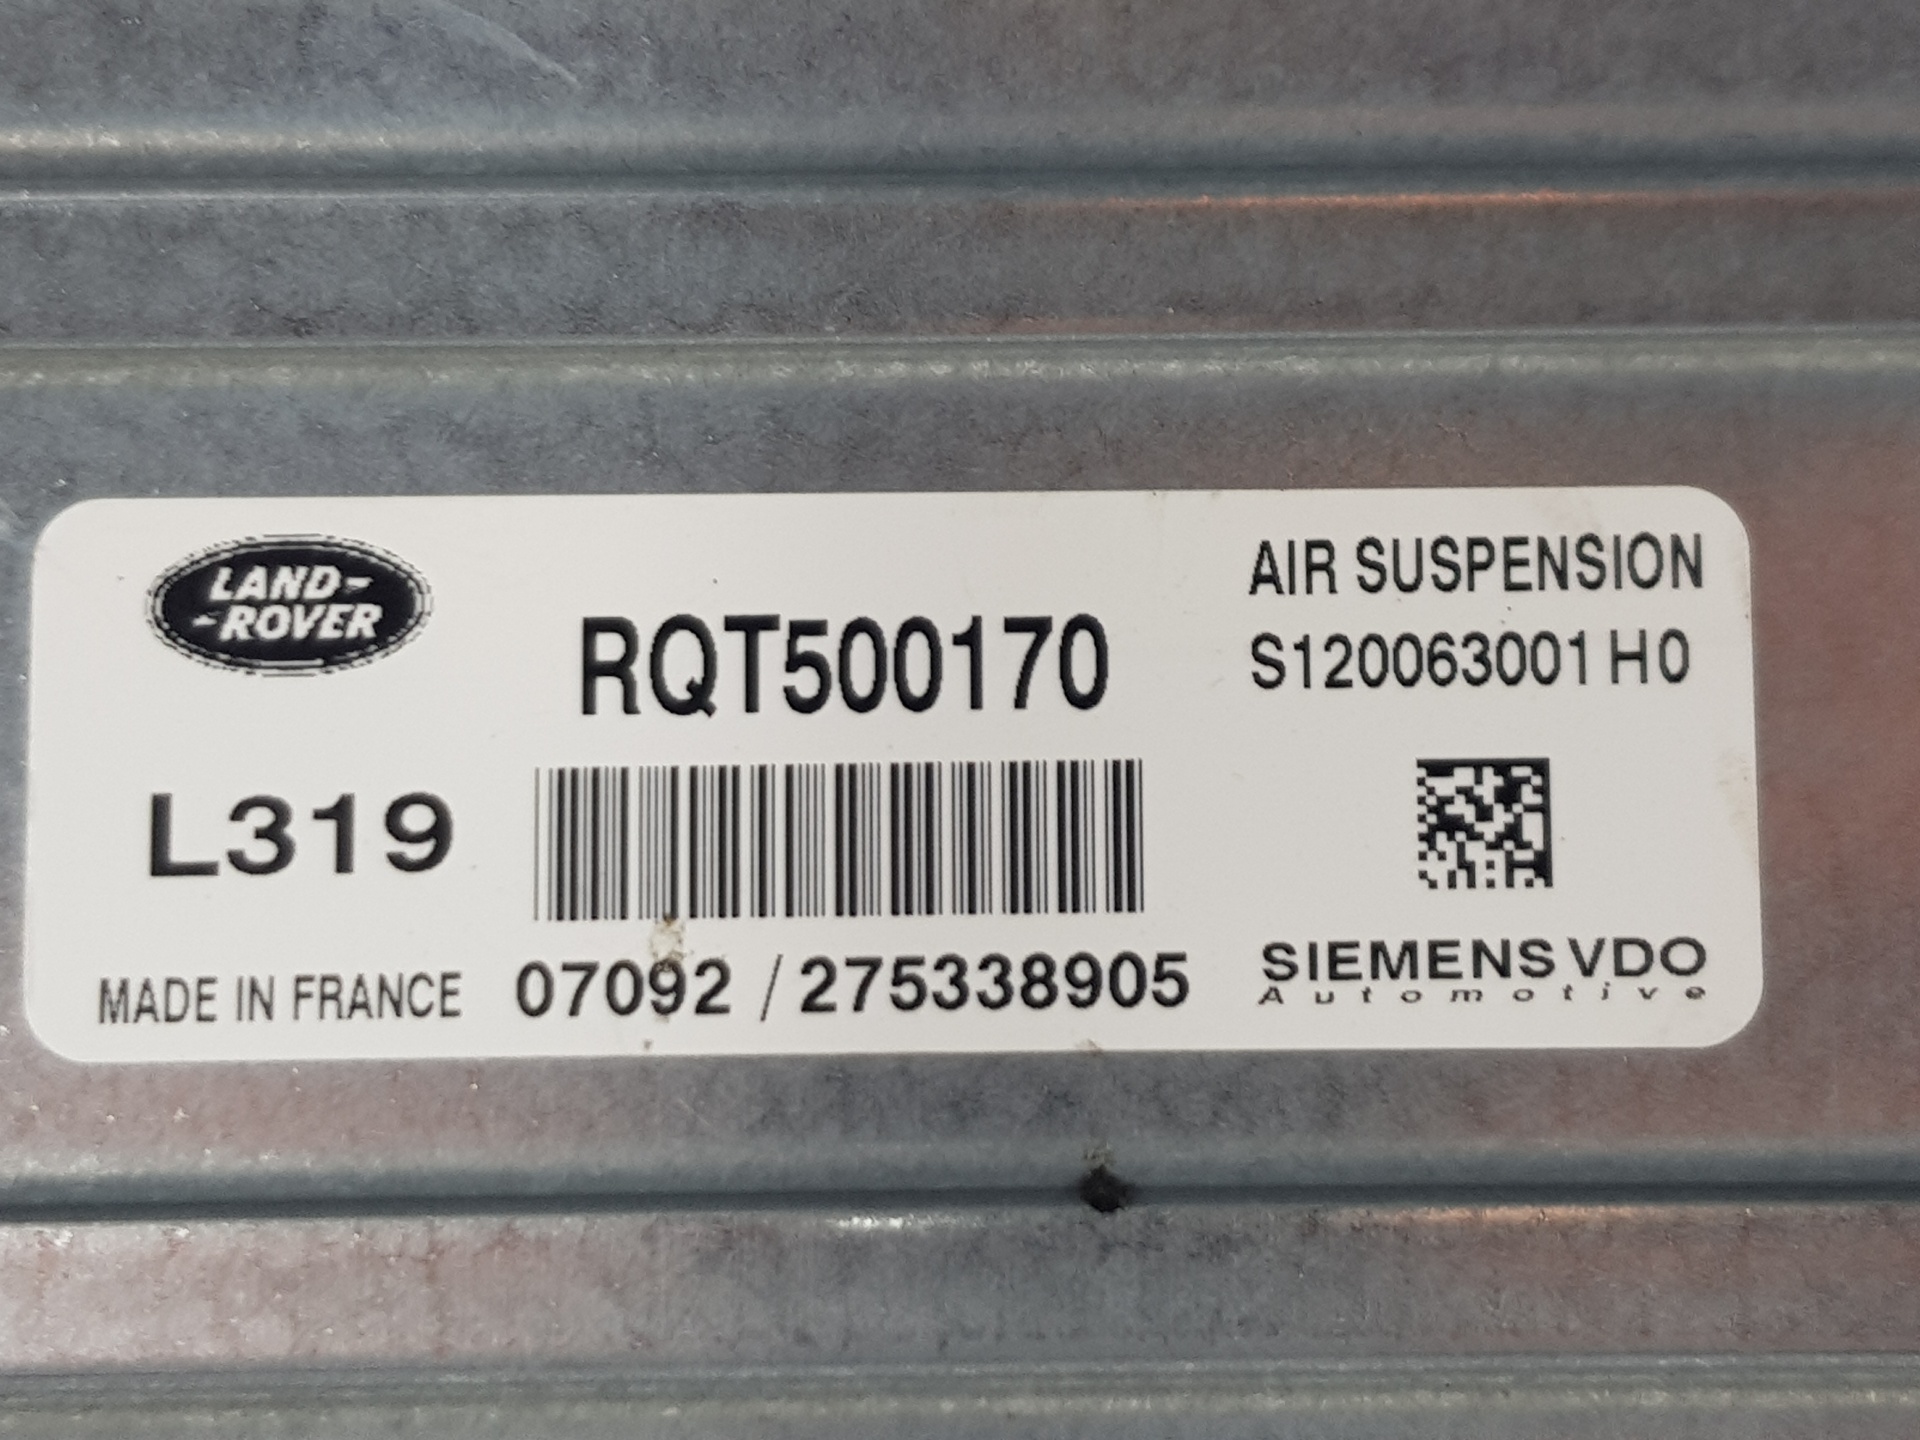 LAND-
-ROVER
RQT500170
AIR SUSPENSION
S120063001 H0
L319
MADE IN FRANCE
07092 / 275338905
SIEMENS VDO
Automotive